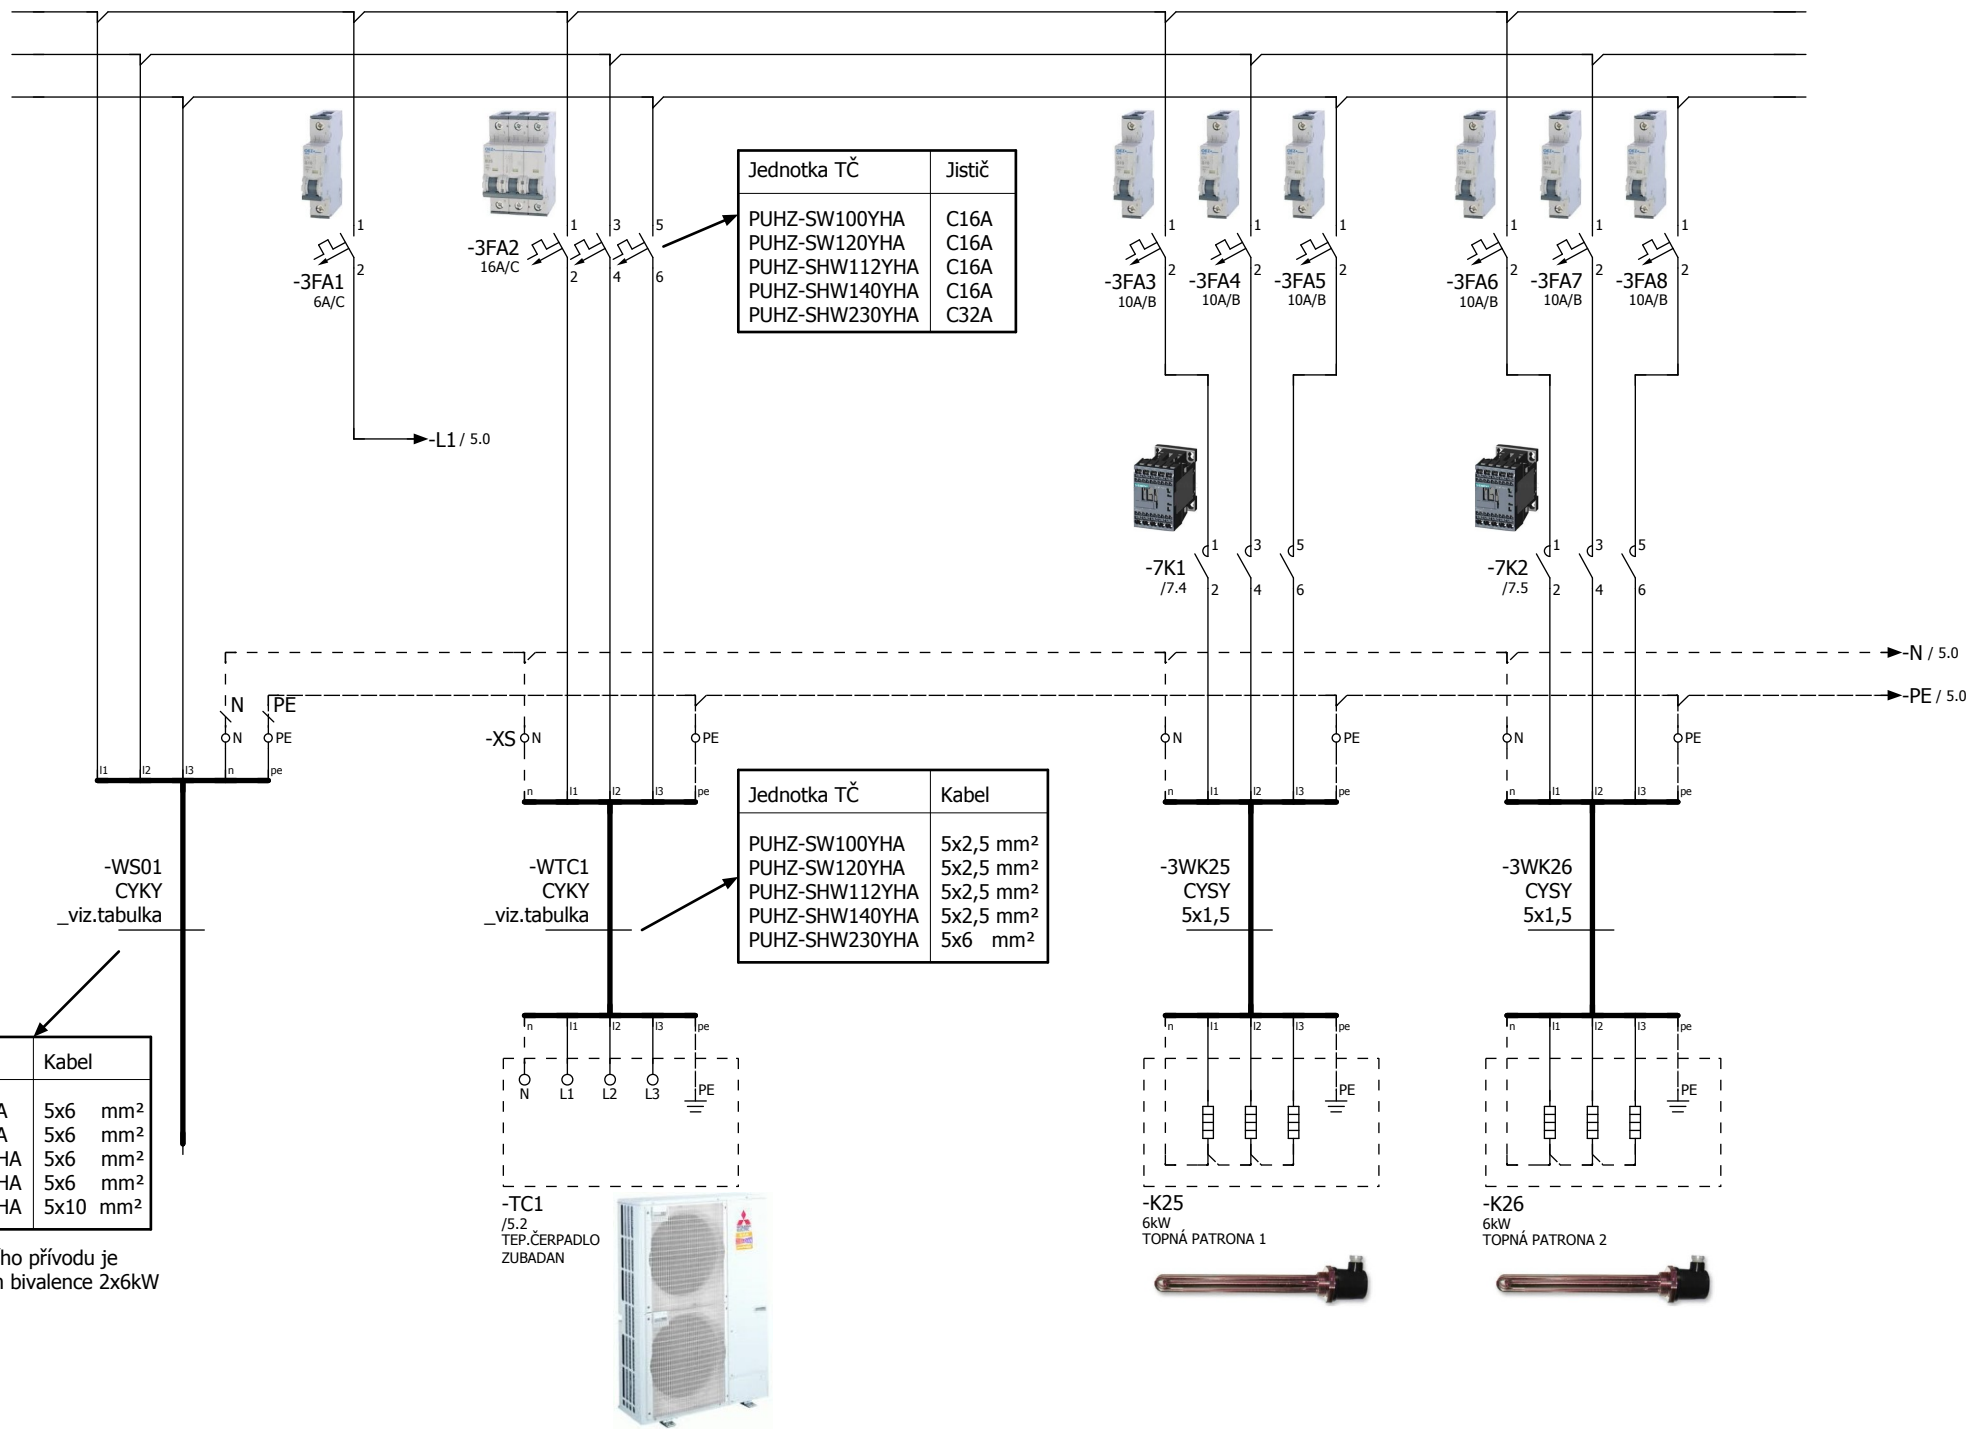 Jednotka TČ Jistič
PUHZ-SW100YHA C16A
PUHZ-SW120YHA C16A
PUHZ-SHW112YHA C16A
PUHZ-SHW140YHA C16A
PUHZ-SHW230YHA C32A
1 1 3 5 1 1 1 1 1 1
2 2 4 6 2 2 2 2 2 2
-3FA1
6A/C
-3FA2
16A/C
-3FA3
10A/B
-3FA4
10A/B
-3FA5
10A/B
-3FA6
10A/B
-3FA7
10A/B
-3FA8
10A/B
-L1 / 5.0
1 3 5 1 3 5
-7K1
/7.4
-7K2
/7.5
2 4 6 2 4 6
-N / 5.0
-PE / 5.0
N PE
N PE -XS N PE N PE N PE
l1 l2 l3 n pe
n l1 l2 l3 pe n l1 l2 l3 pe n l1 l2 l3 pe
Jednotka TČ Kabel
PUHZ-SW100YHA 5x2,5 mm²
PUHZ-SW120YHA 5x2,5 mm²
PUHZ-SHW112YHA 5x2,5 mm²
PUHZ-SHW140YHA 5x2,5 mm²
PUHZ-SHW230YHA 5x6 mm²
-WS01
CYKY
_viz.tabulka
-WTC1
CYKY
_viz.tabulka
-3WK25
CYSY
5x1,5
-3WK26
CYSY
5x1,5
n l1 l2 l3 pe n l1 l2 l3 pe n l1 l2 l3 pe
Kabel
A 5x6 mm²
A 5x6 mm²
HA 5x6 mm²
HA 5x6 mm²
HA 5x10 mm²
ího přívodu je
m bivalence 2x6kW
N L1 L2 L3 PE PE PE
-TC1
/5.2
TEP.ČERPADLO
ZUBADAN
-K25
6kW
TOPNÁ PATRONA 1
-K26
6kW
TOPNÁ PATRONA 2